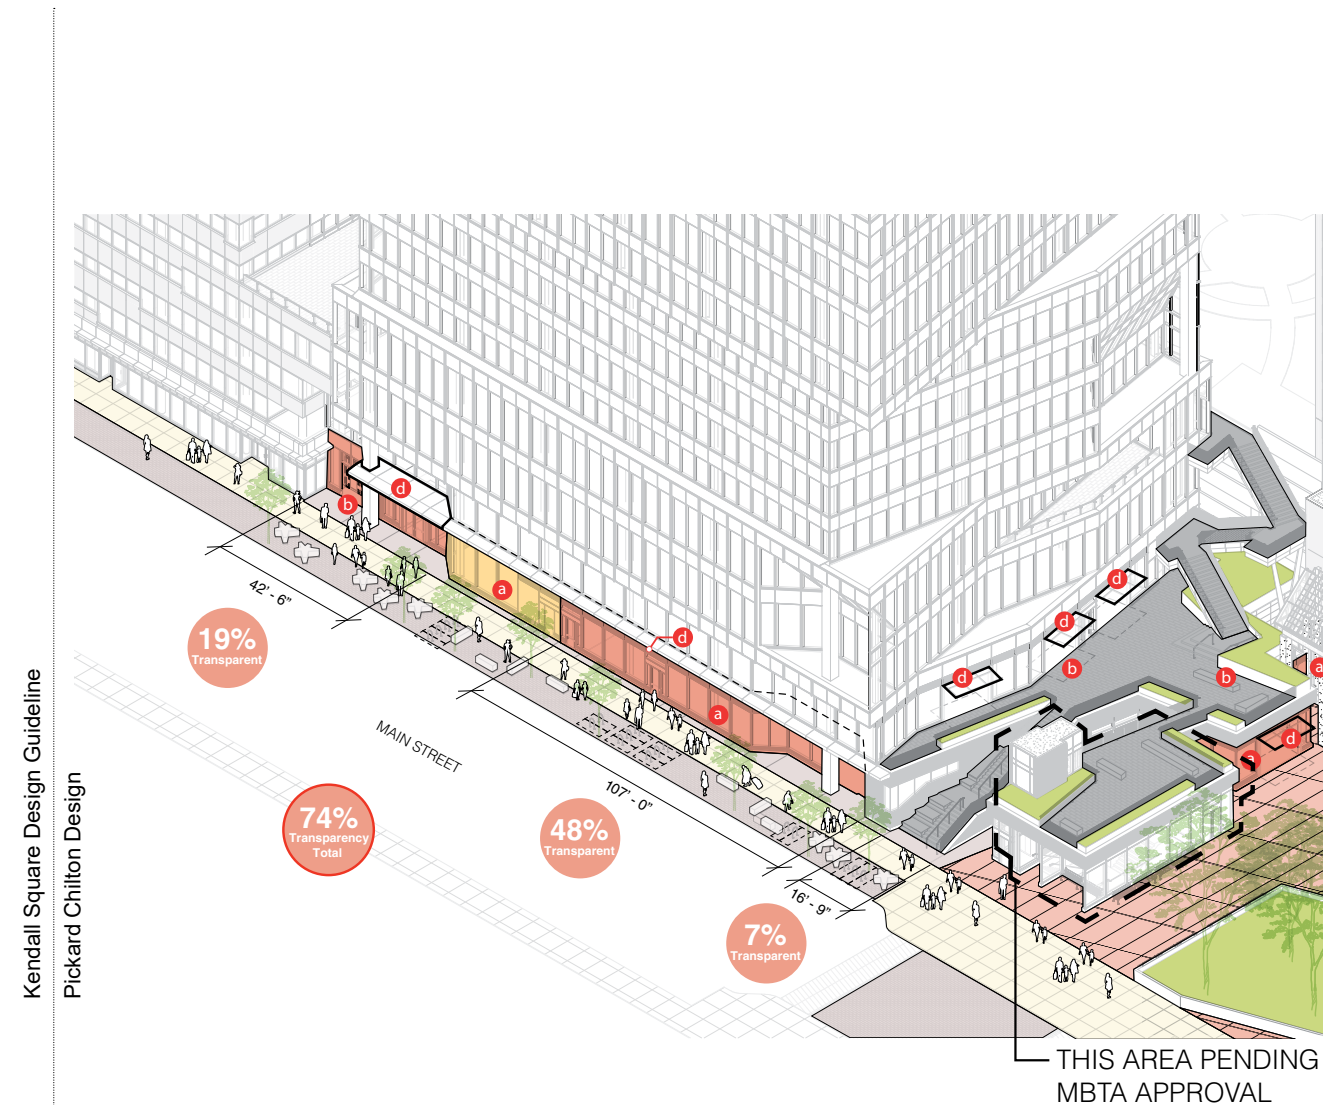 Kendall Square Design Guideline
Pickard Chilton Design
d
b
a
d
a
42' - 6"
19%
Transparent
MAIN STREET
74%
Transparency
Total
107' - 0"
48%
Transparent
16' - 9"
7%
Transparent
d
d
d
b
b
a
d
a
THIS AREA PENDING
MBTA APPROVAL